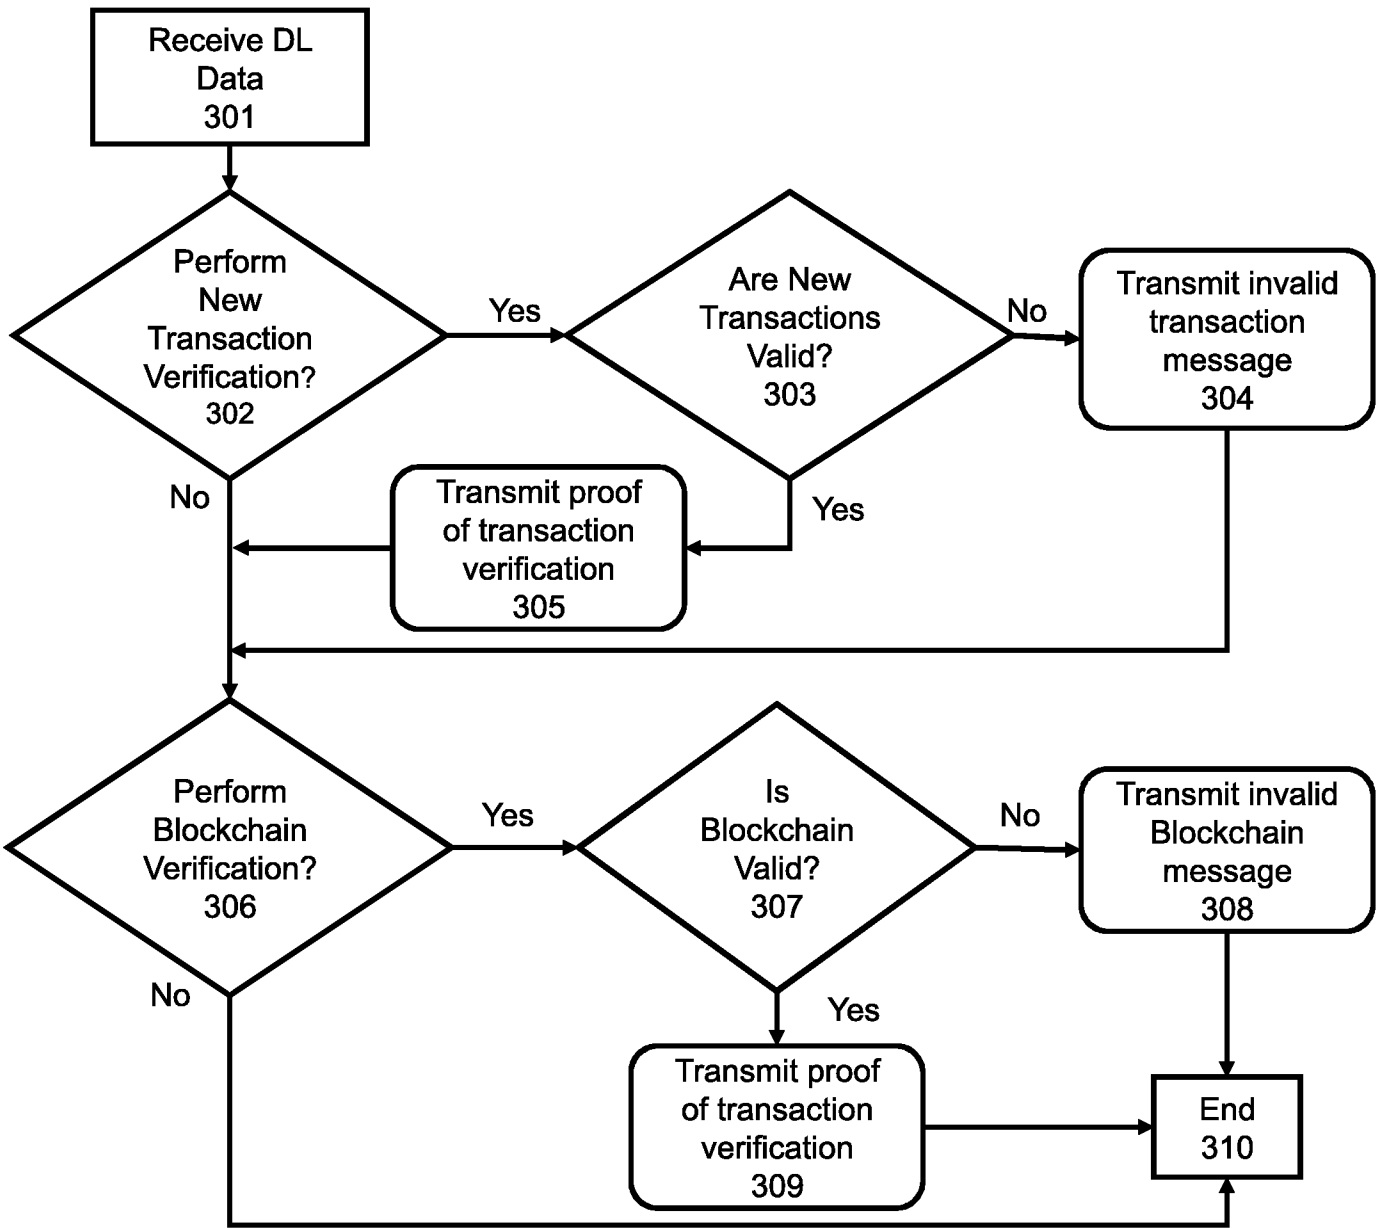 Receive DL
Data
301
Perform
New
Transaction
Verification?
302
Yes
Are New
Transactions
Valid?
303
No
Transmit invalid
transaction
message
304
No
Transmit proof
of transaction
verification
305
Yes
Perform
Blockchain
Verification?
306
Yes
Is
Blockchain
Valid?
307
No
Transmit invalid
Blockchain
message
308
No
Yes
Transmit proof
of transaction
verification
309
End
310